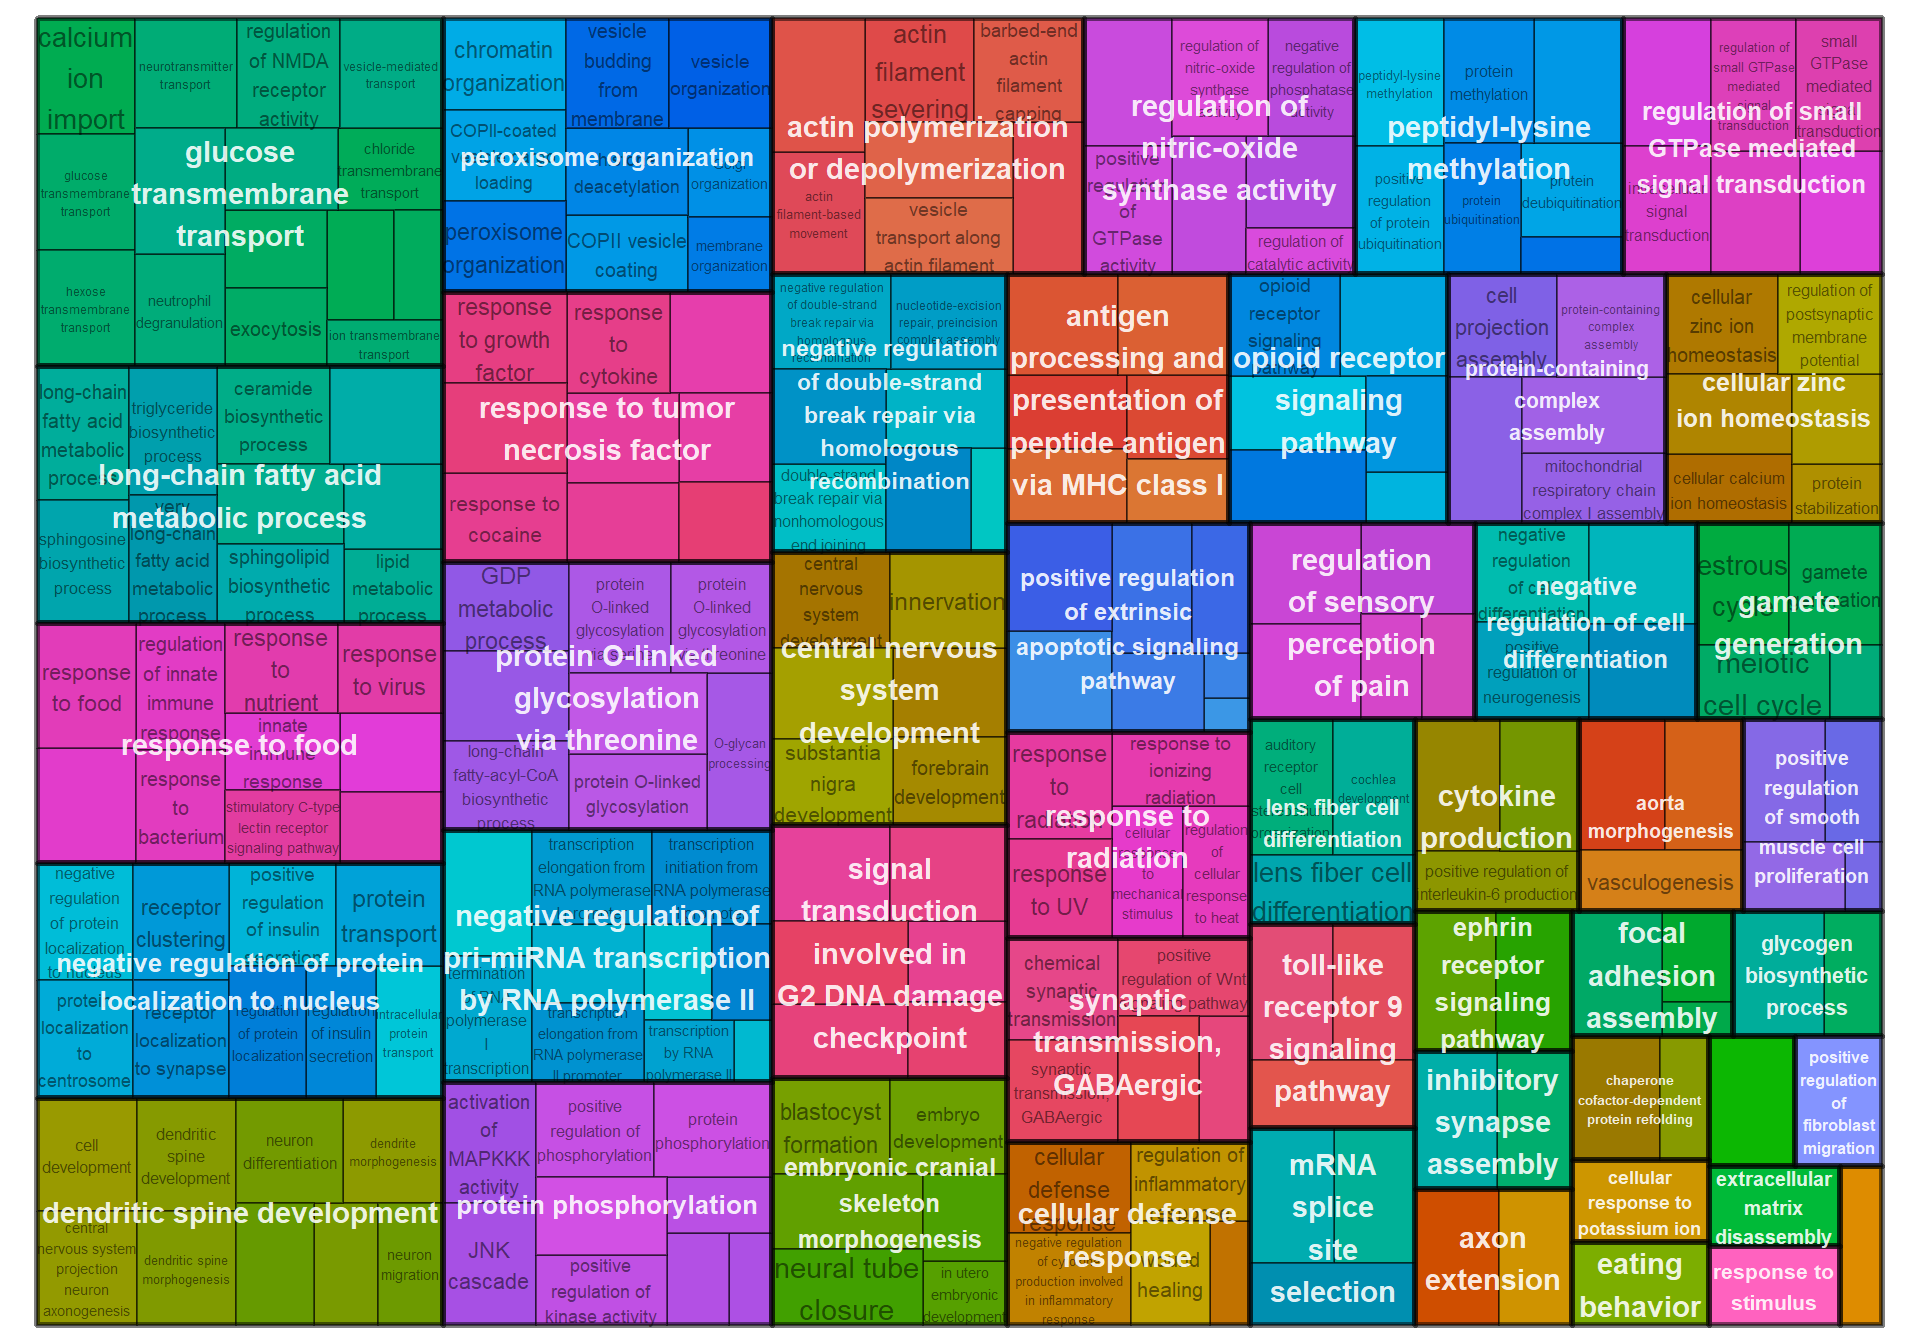 calcium
ion
import
neurotransmitter
transport
regulation
of NMDA
receptor
activity
vesicle-mediated
transport
glucose
transmembrane
transport
chloride
transmembrane
transport
glucose
transmembrane
transport
hexose
transmembrane
transport
neutrophil
degranulation
exocytosis
ion transmembrane
transport
long-chain
fatty acid
metabolic
process
triglyceride
biosynthetic
process
ceramide
biosynthetic
process
long-chain fatty acid
metabolic process
sphingosine
biosynthetic
process
very
long-chain
fatty acid
metabolic
process
sphingolipid
biosynthetic
process
lipid
metabolic
process
response
to food
regulation
of innate
immune
response
response
to
nutrient
response
to virus
response to food
response
to
bacterium
innate
immune
response
stimulatory C-type
lectin receptor
signaling pathway
negative
regulation
of protein
localization
to nucleus
receptor
clustering
positive
regulation
of insulin
secretion
protein
transport
negative regulation of protein
localization to nucleus
protein
localization
to
centrosome
receptor
localization
to synapse
regulation
of protein
localization
regulation
of insulin
secretion
intracellular
protein
transport
cell
development
dendritic
spine
development
neuron
differentiation
dendrite
morphogenesis
dendritic spine development
central
nervous system
projection
neuron
axonogenesis
dendritic spine
morphogenesis
neuron
migration
chromatin
organization
vesicle
budding
from
membrane
vesicle
organization
COPII-coated
loading
peroxisome organization
deacetylation
organization
peroxisome
organization
COPII vesicle
coating
membrane
organization
response
to growth
factor
response
to
cytokine
response to tumor
necrosis factor
response to
cocaine
GDP
metabolic
process
protein
O-linked
glycosylation
via serine
protein
O-linked
glycosylation
via threonine
protein O-linked
glycosylation
via threonine
long-chain
fatty-acyl-CoA
biosynthetic
process
protein O-linked
glycosylation
O-glycan
processing
transcription
elongation from
RNA polymerase
transcription
initiation from
RNA polymerase
negative regulation of
pri-miRNA transcription
by RNA polymerase II
termination
polymerase
I
transcription
transcription
elongation from
RNA polymerase
II promoter
transcription
by RNA
polymerase II
activation
of
MAPKKK
activity
positive
regulation of
phosphorylation
protein
phosphorylation
protein phosphorylation
JNK
cascade
positive
regulation of
kinase activity
actin
filament
severing
barbed-end
actin
filament
capping
actin polymerization
or depolymerization
actin
filament-based
movement
vesicle
transport along
actin filament
regulation of
nitric-oxide
synthase
activity
negative
regulation of
phosphatase
activity
regulation of
nitric-oxide
synthase activity
positive
regulation
of
GTPase
activity
regulation of
catalytic activity
peptidyl-lysine
methylation
protein
methylation
peptidyl-lysine
methylation
positive
regulation
of protein
ubiquitination
protein
ubiquitination
protein
deubiquitination
regulation of
small GTPase
mediated
signal
transduction
small
GTPase
mediated
signal
transduction
regulation of small
GTPase mediated
signal transduction
intracellular
signal
transduction
negative regulation
of double-strand
break repair via
homologous
recombination
nucleotide-excision
repair, preincision
complex assembly
negative regulation
of double-strand
break repair via
homologous
recombination
double-strand
break repair via
nonhomologous
end joining
antigen
processing and
presentation of
peptide antigen
via MHC class I
opioid
receptor
signaling
pathway
opioid receptor
signaling
pathway
cell
projection
assembly
protein-containing
complex
assembly
protein-containing
complex
assembly
mitochondrial
respiratory chain
complex I assembly
cellular
zinc ion
homeostasis
regulation of
postsynaptic
membrane
potential
cellular zinc
ion homeostasis
cellular calcium
ion homeostasis
protein
stabilization
central
nervous
system
development
innervation
central nervous
system
development
substantia
nigra
development
forebrain
development
positive regulation
of extrinsic
apoptotic signaling
pathway
regulation
of sensory
perception
of pain
negative
regulation
of cell
differentiation
negative
regulation of cell
differentiation
positive
regulation of
neurogenesis
estrous
cycle
gamete
generation
gamete
generation
meiotic
cell cycle
signal
transduction
involved in
G2 DNA damage
checkpoint
response
to
radiation
response to
ionizing
radiation
response to
radiation
response
to UV
cellular
response
to
mechanical
stimulus
regulation
of
cellular
response
to heat
auditory
receptor
cell
stereocilium
organization
cochlea
development
lens fiber cell
differentiation
lens fiber cell
differentiation
cytokine
production
positive regulation of
interleukin-6 production
aorta
morphogenesis
vasculogenesis
positive
regulation
of smooth
muscle cell
proliferation
chemical
synaptic
transmission
positive
regulation of Wnt
signaling pathway
synaptic
transmission,
GABAergic
synaptic
transmission,
GABAergic
toll-like
receptor 9
signaling
pathway
ephrin
receptor
signaling
pathway
focal
adhesion
assembly
glycogen
biosynthetic
process
inhibitory
synapse
assembly
chaperone
cofactor-dependent
protein refolding
positive
regulation
of
fibroblast
migration
blastocyst
formation
embryo
development
embryonic cranial
skeleton
morphogenesis
neural tube
closure
in utero
embryonic
development
cellular
defense
response
regulation of
inflammatory
response
cellular defense
response
negative regulation
of cytokine
production involved
in inflammatory
response
wound
healing
mRNA
splice
site
selection
axon
extension
cellular
response to
potassium ion
extracellular
matrix
disassembly
eating
behavior
response to
stimulus